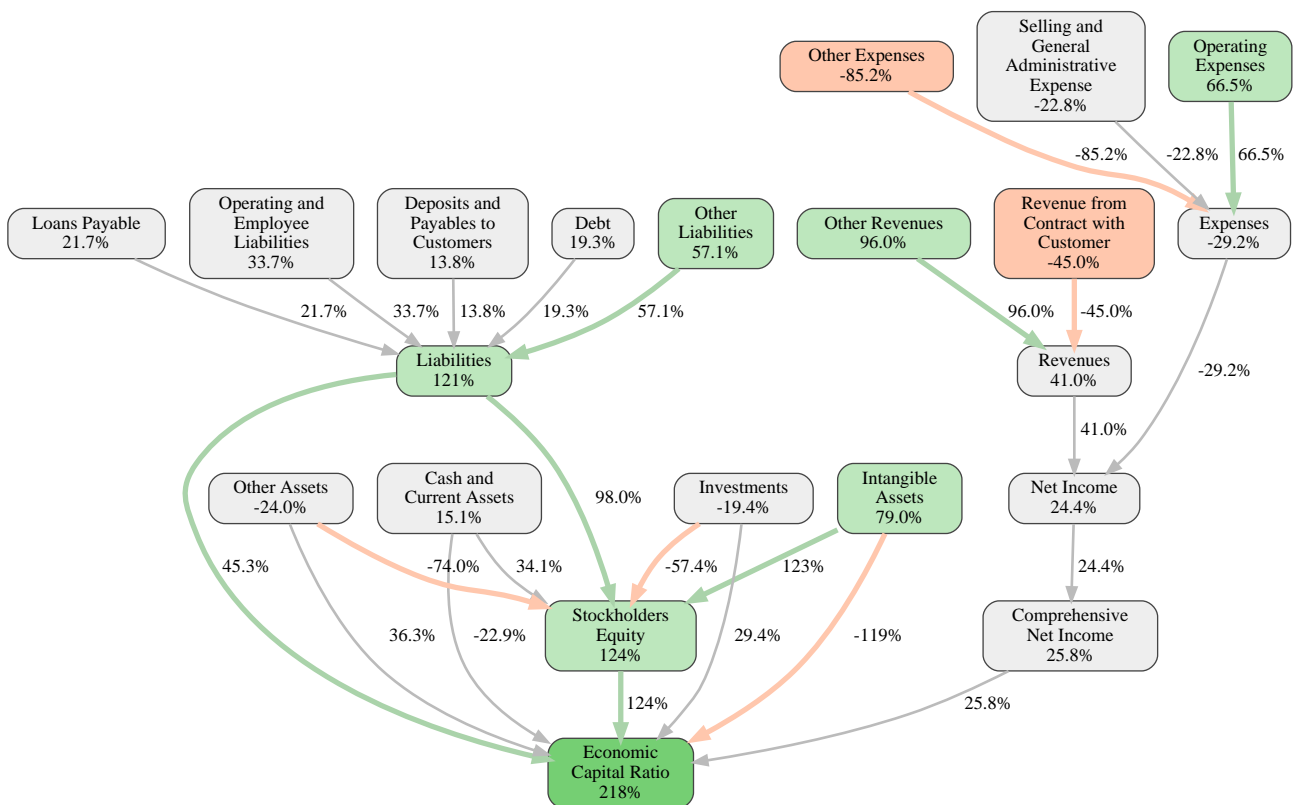 Other Expenses
-85.2%
Selling and
General
Administrative
Expense
-22.8%
Operating
Expenses
66.5%
-85.2%
-22.8%
66.5%
Loans Payable
21.7%
Operating and
Employee
Liabilities
33.7%
Deposits and
Payables to
Customers
13.8%
Debt
19.3%
Other
Liabilities
57.1%
Other Revenues
96.0%
Revenue from
Contract with
Customer
-45.0%
Expenses
-29.2%
21.7%
33.7%
13.8%
19.3%
57.1%
96.0%
-45.0%
-29.2%
Liabilities
121%
Revenues
41.0%
41.0%
Other Assets
-24.0%
Cash and
Current Assets
15.1%
98.0%
Investments
-19.4%
Intangible
Assets
79.0%
Net Income
24.4%
45.3%
-74.0%
34.1%
-57.4%
123%
24.4%
36.3%
-22.9%
Stockholders
Equity
124%
29.4%
-119%
Comprehensive
Net Income
25.8%
124%
25.8%
Economic
Capital Ratio
218%